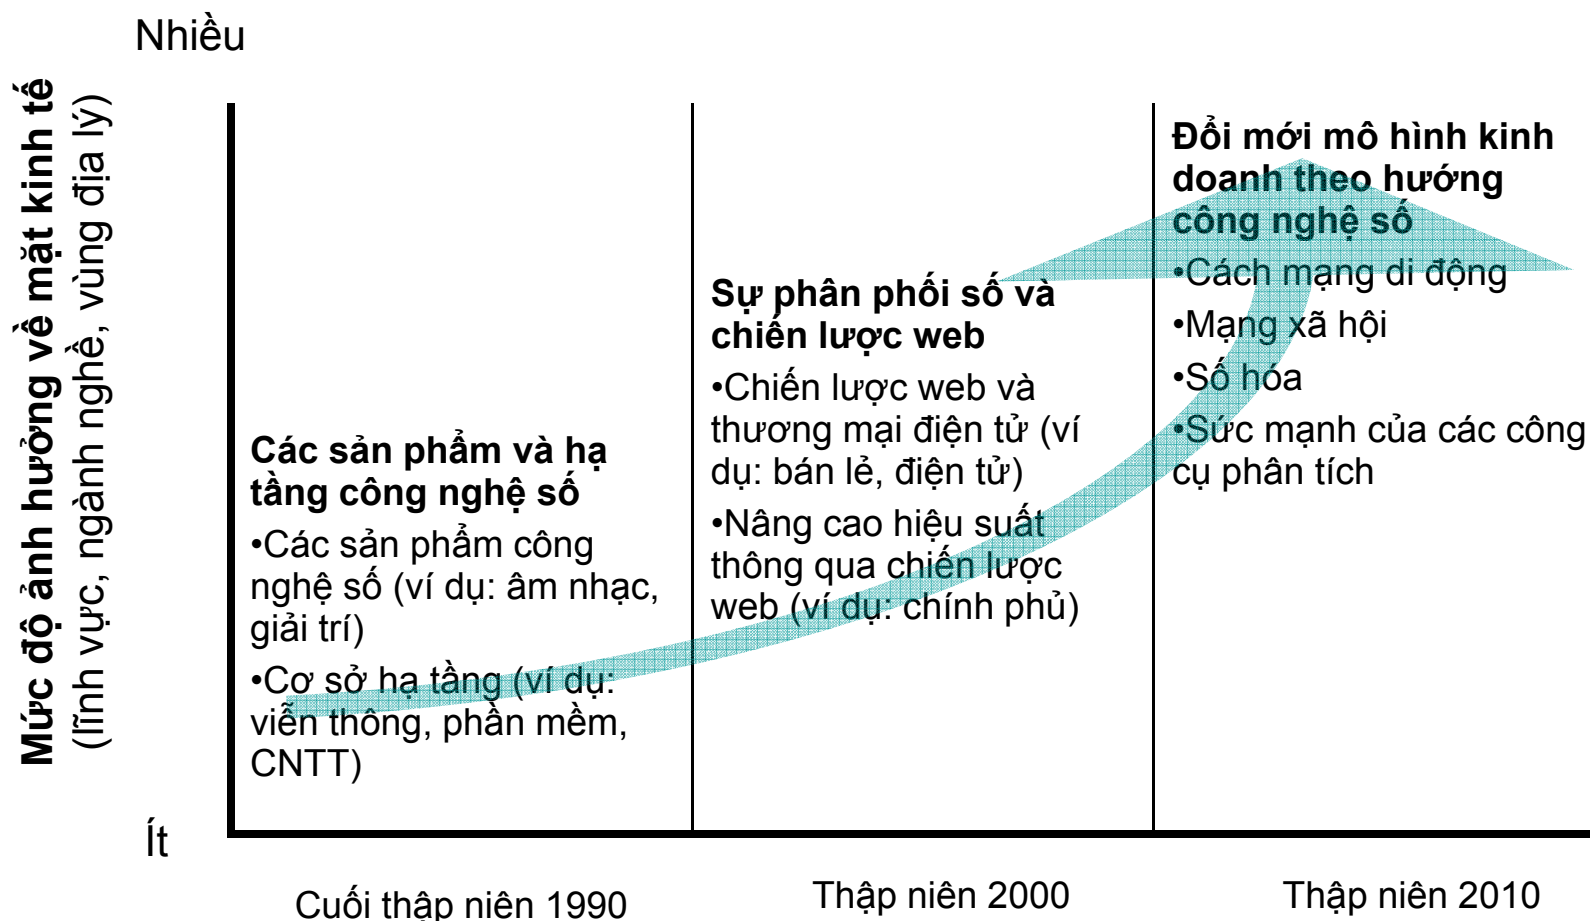 Nhiều
Mức độ ảnh hưởng về mặt kinh tế
(lĩnh vực, ngành nghề, vùng địa lý)
Các sản phẩm và hạ
tầng công nghệ số
•Các sản phẩm công
nghệ số (ví dụ: âm nhạc,
giải trí)
•Cơ sở hạ tầng (ví dụ:
viễn thông, phần mềm,
CNTT)
Sự phân phối số và
chiến lược web
•Chiến lược web và
thương mại điện tử (ví
dụ: bán lẻ, điện tử)
•Nâng cao hiệu suất
thông qua chiến lược
web (ví dụ: chính phủ)
Đổi mới mô hình kinh
doanh theo hướng
công nghệ số
•Cách mạng di động
•Mạng xã hội
•Số hóa
•Sức mạnh của các công
cụ phân tích
Ít
Cuối thập niên 1990
Thập niên 2000
Thập niên 2010